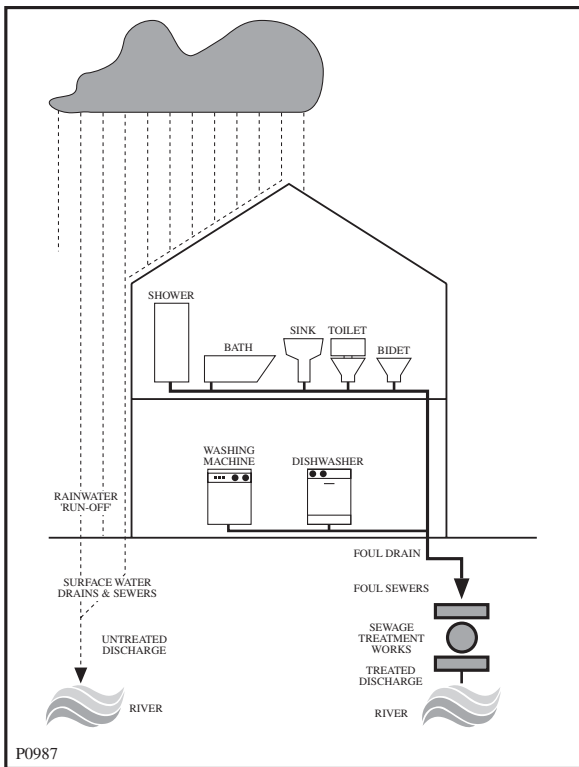 SHOWER
BATH
SINK
TOILET
BIDET
WASHING
MACHINE
DISHWASHER
RAINWATER
'RUN-OFF'
FOUL DRAIN
SURFACE WATER
DRAINS & SEWERS
FOUL SEWERS
UNTREATED
DISCHARGE
SEWAGE
TREATMENT
WORKS
TREATED
DISCHARGE
RIVER
RIVER
P0987